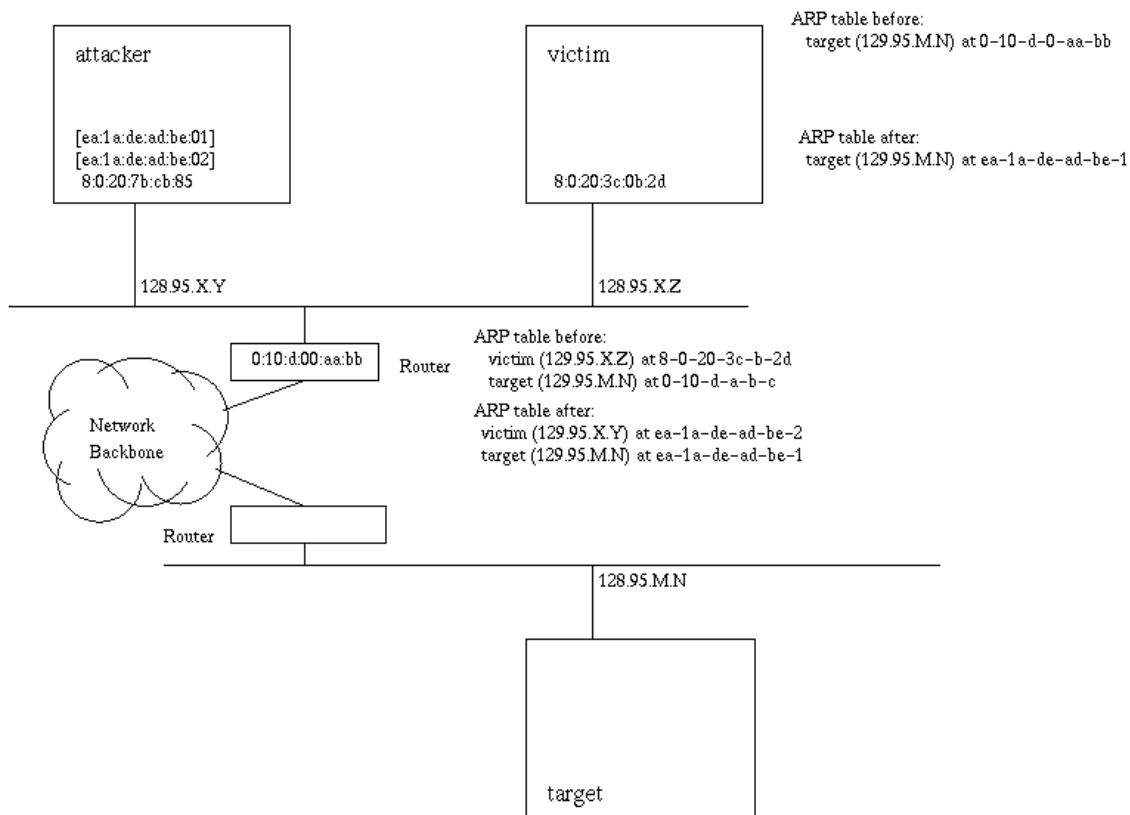 attacker
[ea:1a:de:ad:be:01]
[ea:1a:de:ad:be:02]
8:0:20:7b:cb:85
victim
8:0:20:3c:0b:2d
ARP table before:
target (129.95.M.N) at 0-10-d-0-aa-bb
ARP table after:
target (129.95.M.N) at ea-1a-de-ad-be-1
128.95.X.Y
128.95.X.Z
0:10:d:00:aa:bb
Router
ARP table before:
victim (129.95.X.Z) at 8-0-20-3c-b-2d
target (129.95.M.N) at 0-10-d-a-b-c
ARP table after:
victim (129.95.X.Y) at ea-1a-de-ad-be-2
target (129.95.M.N) at ea-1a-de-ad-be-1
Network
Backbone
Router
128.95.M.N
target